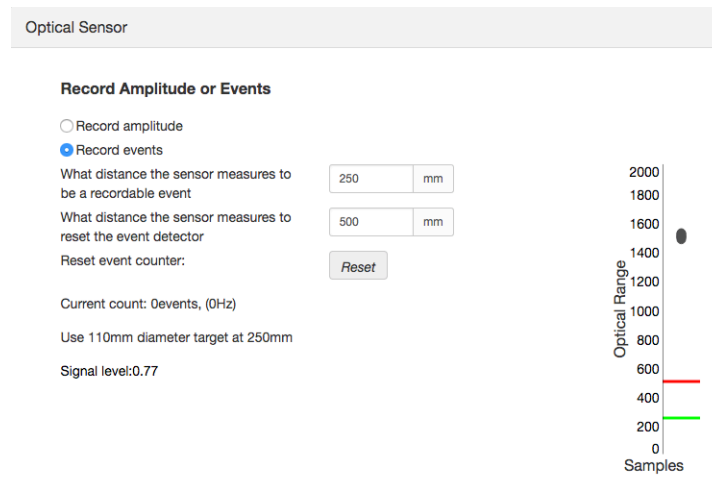 Optical Sensor
Record Amplitude or Events
Record amplitude
Record events
What distance the sensor measures to
be a recordable event
250 mm
What distance the sensor measures to
reset the event detector
500 mm
Reset event counter:
Reset
Current count: 0events, (0Hz)
Use 110mm diameter target at 250mm
Signal level:0.77
Optical Range
2000
1800
1600
1400
1200
1000
800
600
400
200
0
Samples